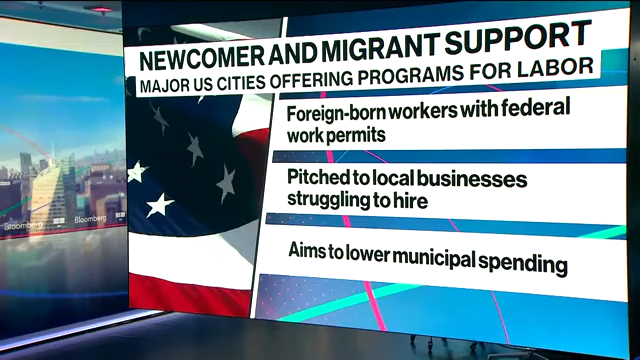 NEWCOMER AND MIGRANT SUPPORT
MAJOR US CITIES OFFERING PROGRAMS FOR LABOR
Foreign-born workers with federal
work permits
Pitched to local businesses
struggling to hire
Aims to lower municipal spending
Bloomberg
Bloomberg